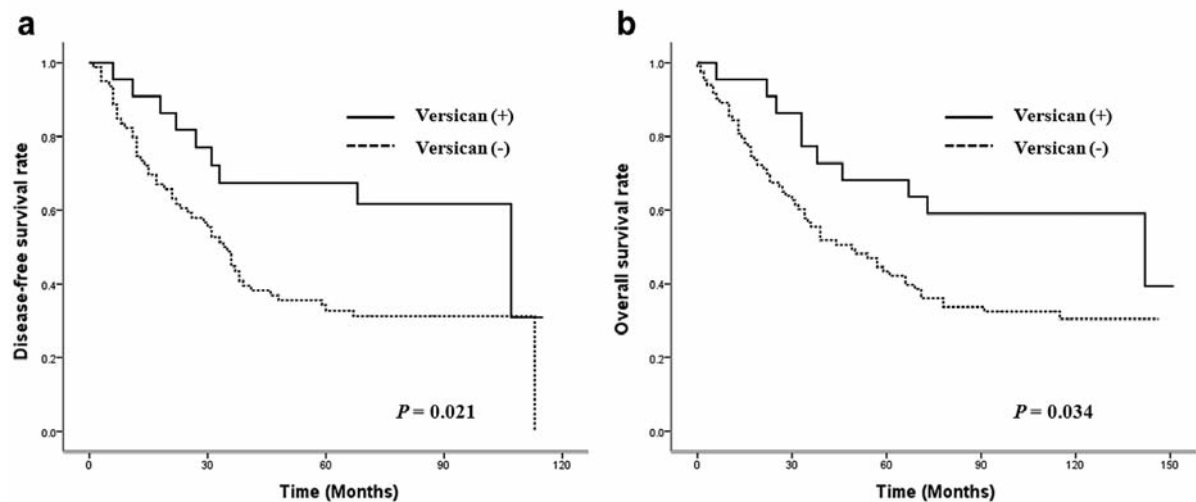 a
Disease-free survival rate
1.0
0.8
0.6
0.4
0.2
0.0
Versican (+)
Versican (-)
P = 0.021
0 30 60 90 120
Time (Months)
b
Overall survival rate
1.0
0.8
0.6
0.4
0.2
0.0
Versican (+)
Versican (-)
P = 0.034
0 30 60 90 120 150
Time (Months)